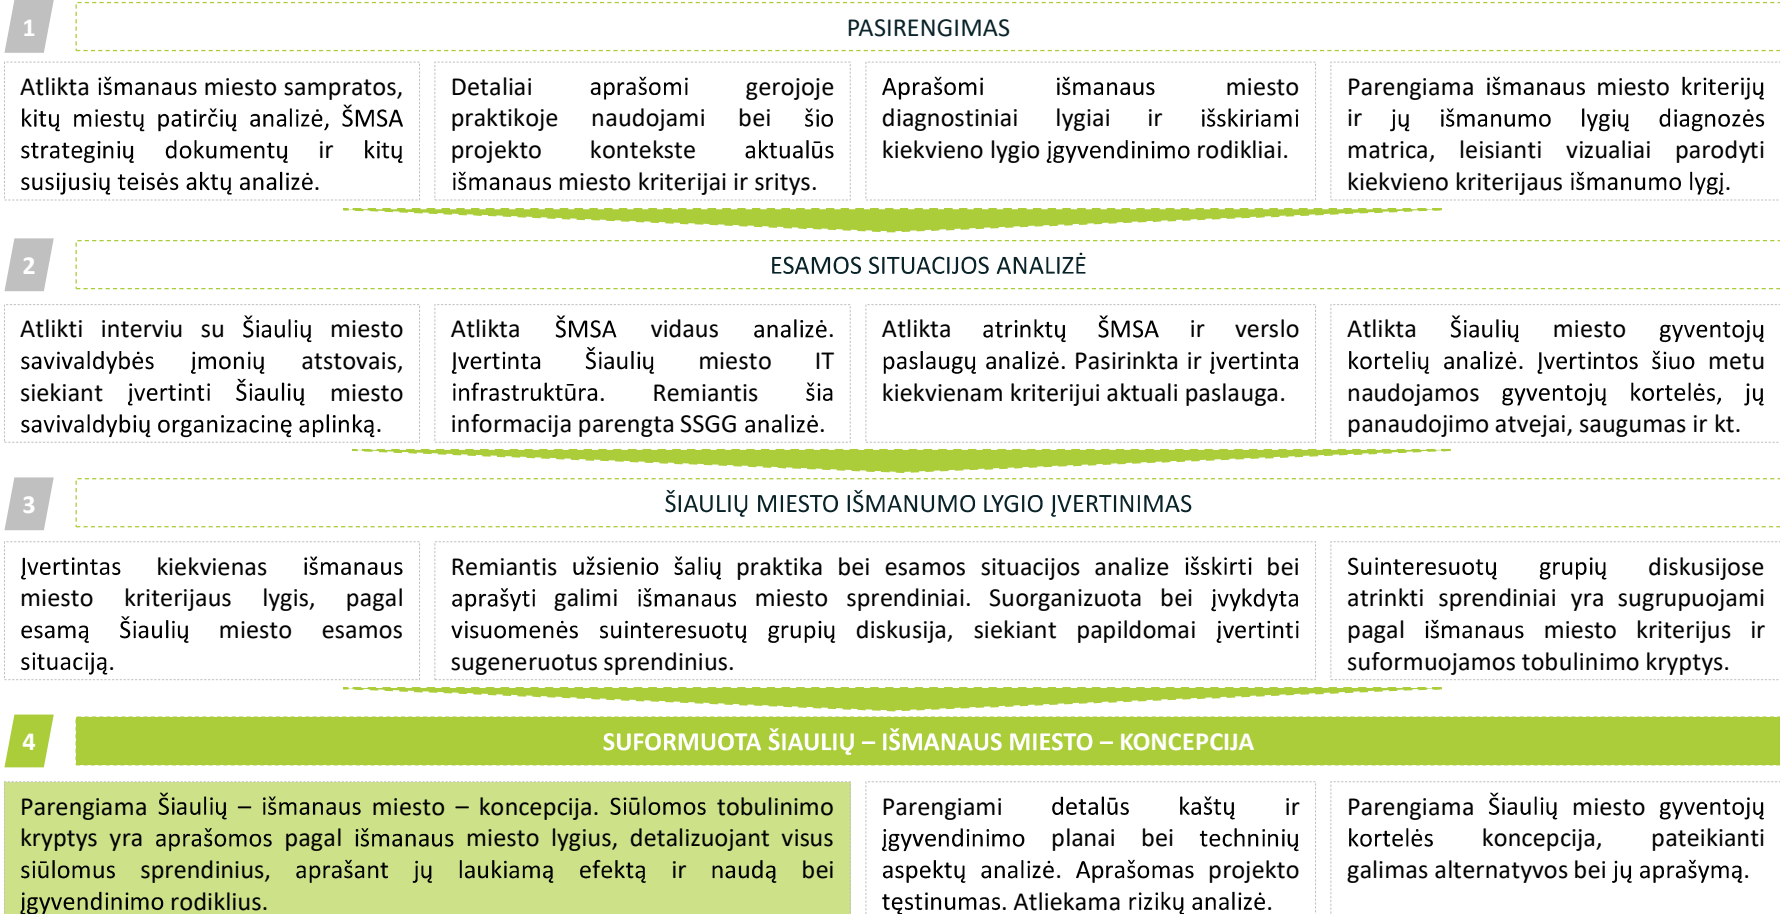 1
PASIRENGIMAS
Atlikta išmanaus miesto sampratos,
kitų miestų patirčių analizė, ŠMSA
strateginių dokumentų ir kitų
susijusių teisės aktų analizė.
Detaliai aprašomi gerojoje
praktikoje naudojami bei šio
projekto kontekste aktualūs
išmanaus miesto kriterijai ir sritys.
Aprašomi išmanaus miesto
diagnostiniai lygiai ir išskiriami
kiekvieno lygio įgyvendinimo rodikliai.
Parengiama išmanaus miesto kriterijų
ir jų išmanumo lygių diagnozės
matrica, leisianti vizualiai parodyti
kiekvieno kriterijaus išmanumo lygį.
2
ESAMOS SITUACIJOS ANALIZĖ
Atlikti interviu su Šiaulių miesto
savivaldybės įmonių atstovais,
siekiant įvertinti Šiaulių miesto
savivaldybių organizacinę aplinką.
Atlikta ŠMSA vidaus analizė.
Įvertinta Šiaulių miesto IT
infrastruktūra. Remiantis šia
informacija parengta SSGG analizė.
Atlikta atrinktų ŠMSA ir verslo
paslaugų analizė. Pasirinkta ir įvertinta
kiekvienam kriterijui aktuali paslauga.
Atlikta Šiaulių miesto gyventojų
kortelių analizė. Įvertintos šiuo metu
naudojamos gyventojų kortelės, jų
panaudojimo atvejai, saugumas ir kt.
3
ŠIAULIŲ MIESTO IŠMANUMO LYGIO ĮVERTINIMAS
Įvertintas kiekvienas išmanaus
miesto kriterijaus lygis, pagal
esamą Šiaulių miesto esamos
situaciją.
Remiantis užsienio šalių praktika bei esamos situacijos analize išskirti bei
aprašyti galimi išmanaus miesto sprendiniai. Suorganizuota bei įvykdyta
visuomenės suinteresuotų grupių diskusija, siekiant papildomai įvertinti
sugeneruotus sprendinius.
Suinteresuotų grupių diskusijose
atrinkti sprendiniai yra sugrupuojami
pagal išmanaus miesto kriterijus ir
suformuojamos tobulinimo kryptys.
4
SUFORMUOTA ŠIAULIŲ – IŠMANAUS MIESTO – KONCEPCIJA
Parengiama Šiaulių – išmanaus miesto – koncepcija. Siūlomos tobulinimo
kryptys yra aprašomos pagal išmanaus miesto lygius, detalizuojant visus
siūlomus sprendinius, aprašant jų laukiamą efektą ir naudą bei
įgyvendinimo rodiklius.
Parengiami detalūs kaštų ir
įgyvendinimo planai bei techninių
aspektų analizė. Aprašomas projekto
tęstinumas. Atliekama rizikų analizė.
Parengiama Šiaulių miesto gyventojų
kortelės koncepcija, pateikianti
galimas alternatyvos bei jų aprašymą.